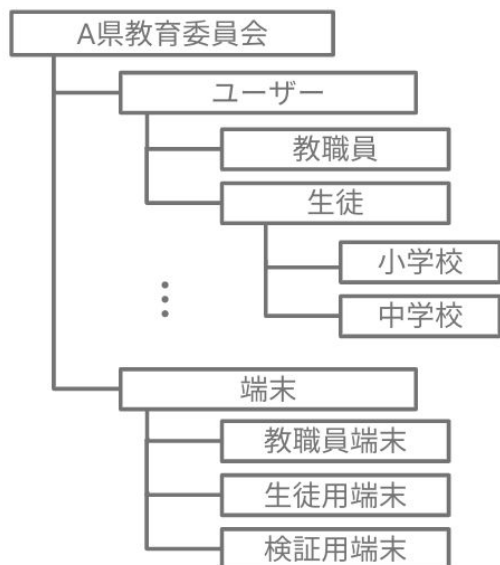 A県教育委員会
ユーザー
教職員
生徒
小学校
中学校
端末
教職員端末
生徒用端末
検証用端末